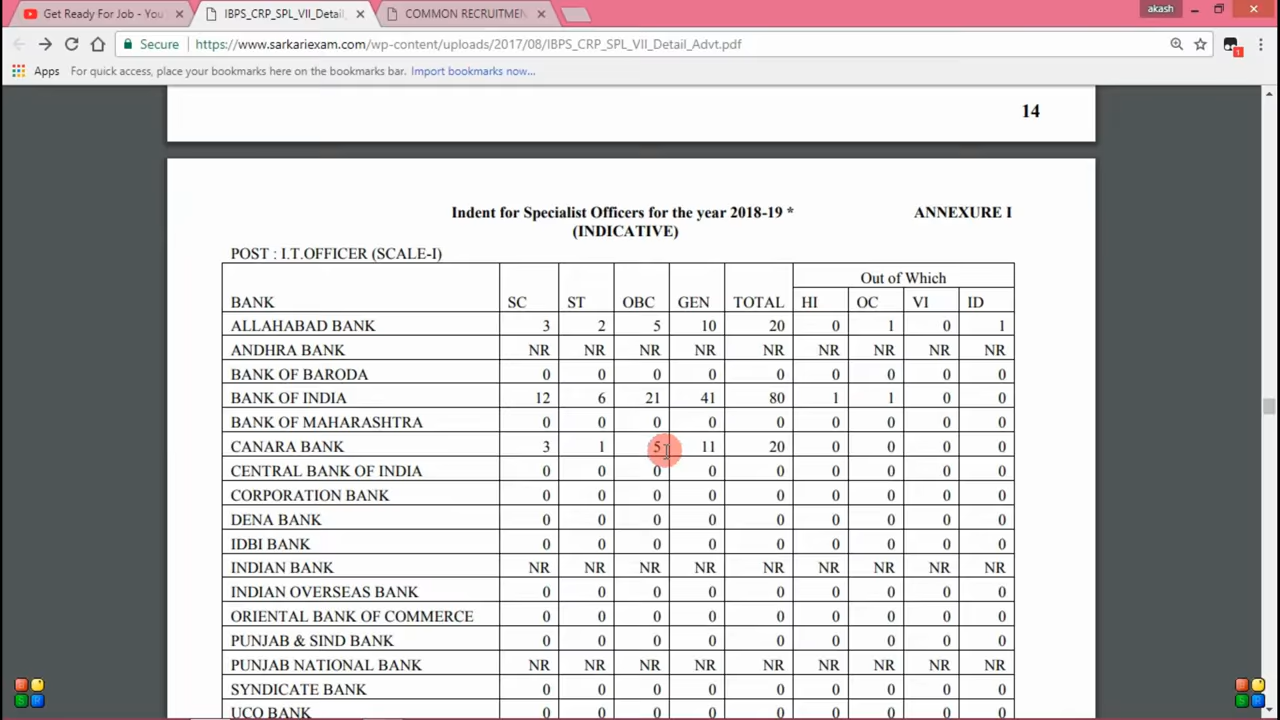 Get Ready For Job - You
IBPS_CRP_SPL_VII_Detail
COMMON RECRUITMEN
akash
Secure https://www.sarkariexam.com/wp-content/uploads/2017/08/IBPS_CRP_SPL_VII_Detail_Advt.pdf
1
Apps For quick access, place your bookmarks here on the bookmarks bar. Import bookmarks now...
14
Indent for Specialist Officers for the year 2018-19 * ANNEXURE I
(INDICATIVE)
POST : I.T.OFFICER (SCALE-I)
Out of Which
BANK SC ST OBC GEN TOTAL HI OC VI ID
ALLAHABAD BANK 3 2 5 10 20 0 1 0 1
ANDHRA BANK NR NR NR NR NR NR NR NR NR
BANK OF BARODA 0 0 0 0 0 0 0 0 0
BANK OF INDIA 12 6 21 41 80 1 1 0 0
BANK OF MAHARASHTRA 0 0 0 0 0 0 0 0 0
CANARA BANK 3 1 5 11 20 0 0 0 0
CENTRAL BANK OF INDIA 0 0 0 0 0 0 0 0 0
CORPORATION BANK 0 0 0 0 0 0 0 0 0
DENA BANK 0 0 0 0 0 0 0 0 0
IDBI BANK 0 0 0 0 0 0 0 0 0
INDIAN BANK NR NR NR NR NR NR NR NR NR
INDIAN OVERSEAS BANK 0 0 0 0 0 0 0 0 0
ORIENTAL BANK OF COMMERCE 0 0 0 0 0 0 0 0 0
PUNJAB & SIND BANK 0 0 0 0 0 0 0 0 0
PUNJAB NATIONAL BANK NR NR NR NR NR NR NR NR NR
SYNDICATE BANK 0 0 0 0 0 0 0 0 0
UCO BANK 0 0 0 0 0 0 0 0 0
S R
S R